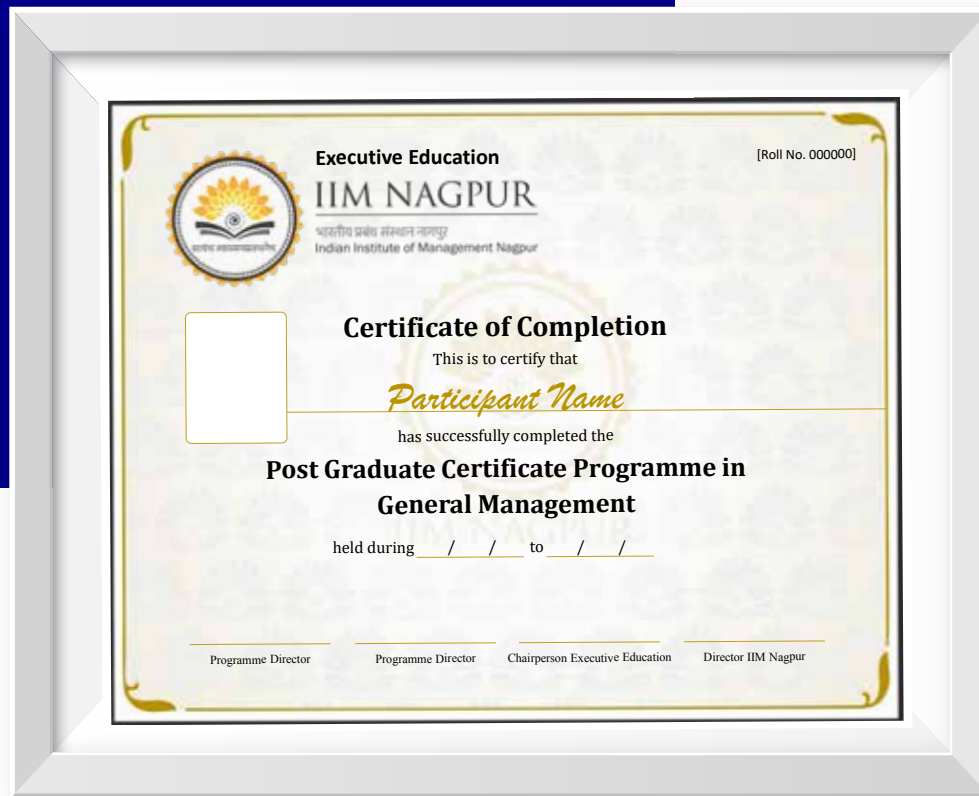 Executive Education
[Roll No. 000000]
IIM NAGPUR
भारतीय प्रबंध संस्थान नागपुर
Indian Institute of Management Nagpur
Certificate of Completion
This is to certify that
Participant Name
has successfully completed the
Post Graduate Certificate Programme in
General Management
IIM NAGPUR
held during / / to / /
Programme Director
Programme Director
Chairperson Executive Education
Director IIM Nagpur